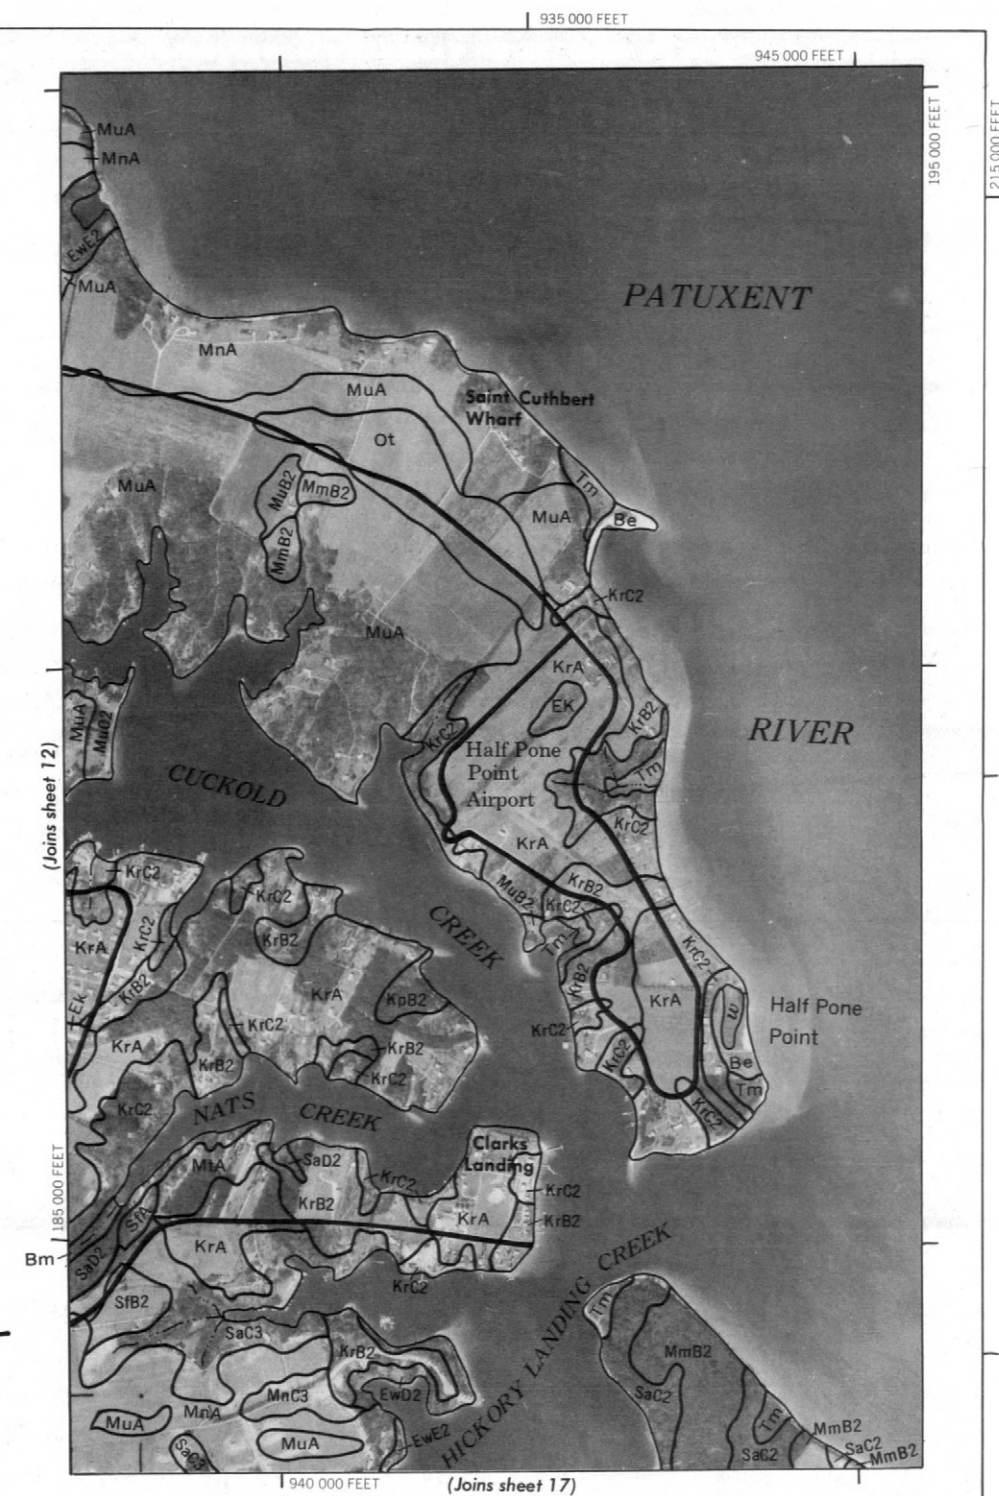 935 000 FEET
945 000 FEET
195 000 FEET
215 000 FEET
MuA
MnA
EwE2
MuA
PATUXENT
MnA
MuA
Saint Cuthbert
Wharf
Ot
MuA
MuB2
MmB2
Tm
MuA
Be
MmB2
KrC2
MuA
KrA
EK
KrB2
MuA
MuB2
KrC2
RIVER
Half Pone
Point
Airport
Tm
CUCKOLD
(Joins sheet 12)
KrC2
KrA
KrC2
KrC2
KrB2
MuB2
KrC2
CREEK
KrC2
KrA
KrB2
Tm
KrC2
KrB2
KrB2
KrA
KpB2
KrA
w
Half Pone
Point
Ek
KrC2
KrC2
KrA
KrB2
KrB2
KrC2
KrC2
Be
Tm
KrC2
KrC2
NATS
CREEK
Clarks
Landing
MtA
SaD2
KrC2
KrC2
185 000 FEET
KrB2
KrA
KrB2
SfA
KrA
Bm
SaD2
KrC2
SfB2
HICKORY LANDING CREEK
Tm
SaC3
KrB2
MmB2
MnC3
EwD2
SaC2
MnA
MuA
Tm
MmB2
EwE2
MuA
SaC3
SaC2
SaC2
MmB2
940 000 FEET
(Joins sheet 17)